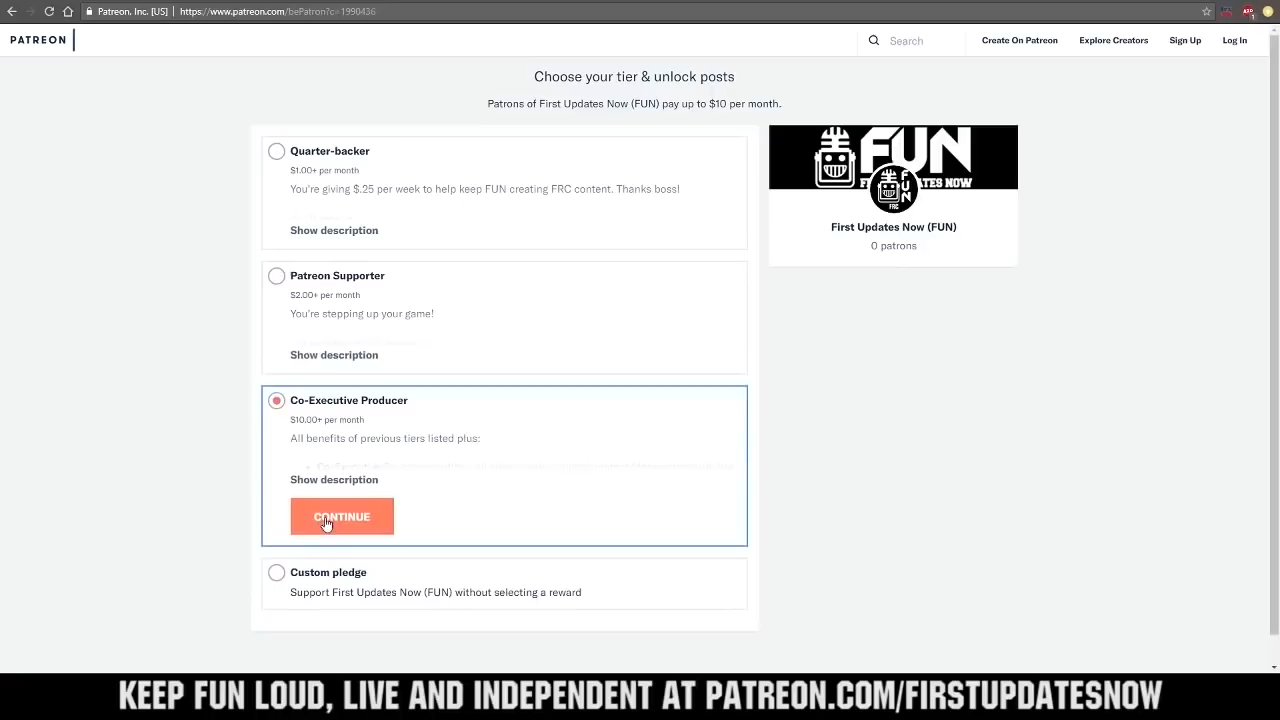 Patreon, Inc. [US] | https://www.patreon.com/bePatron?c=1990436
PATREON
Search
Create On Patreon
Explore Creators
Sign Up
Log In
Choose your tier & unlock posts
Patrons of First Updates Now (FUN) pay up to $10 per month.
Quarter-backer
$1.00+ per month
You're giving $.25 per week to help keep FUN creating FRC content. Thanks boss!
Show description
Patreon Supporter
$2.00+ per month
You're stepping up your game!
Show description
Co-Executive Producer
$10.00+ per month
All benefits of previous tiers listed plus:
Show description
CONTINUE
Custom pledge
Support First Updates Now (FUN) without selecting a reward
FUN
FUN
FRC
First Updates Now (FUN)
0 patrons
KEEP FUN LOUD, LIVE AND INDEPENDENT AT PATREON.COM/FIRSTUPDATESNOW